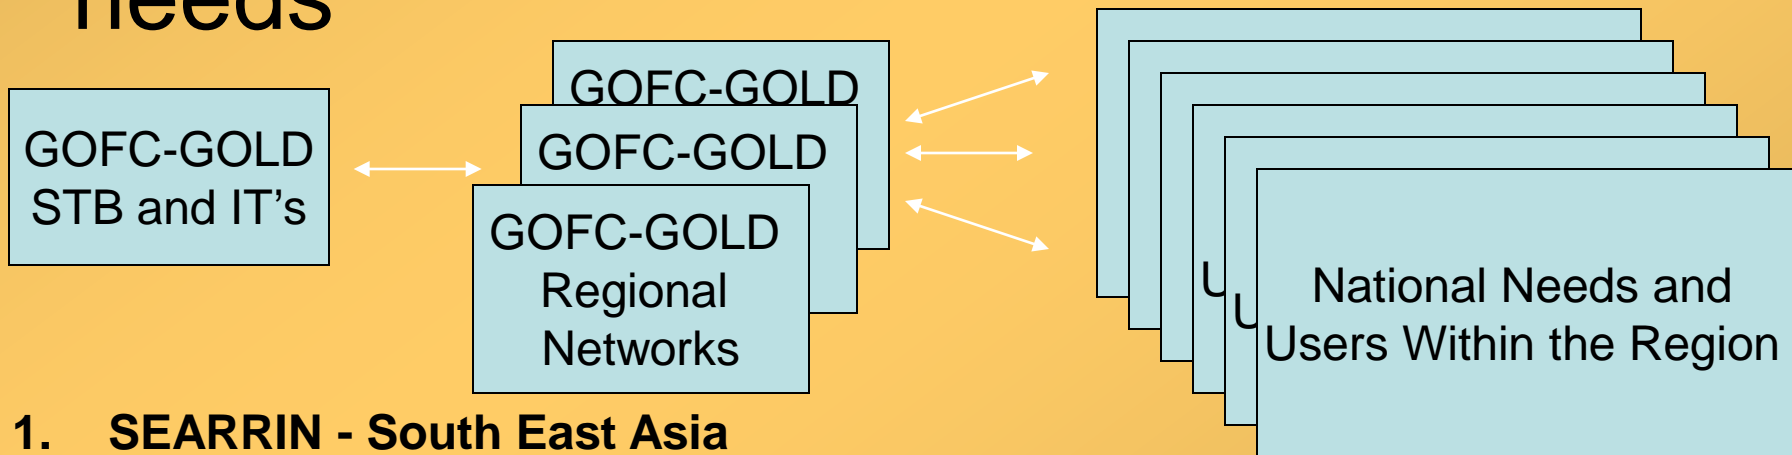 needs
GOFC-GOLD
STB and IT's
GOFC-GOLD
GOFC-GOLD
GOFC-GOLD
Regional
Networks
U
U
National Needs and
Users Within the Region
1. SEARRIN - South East Asia